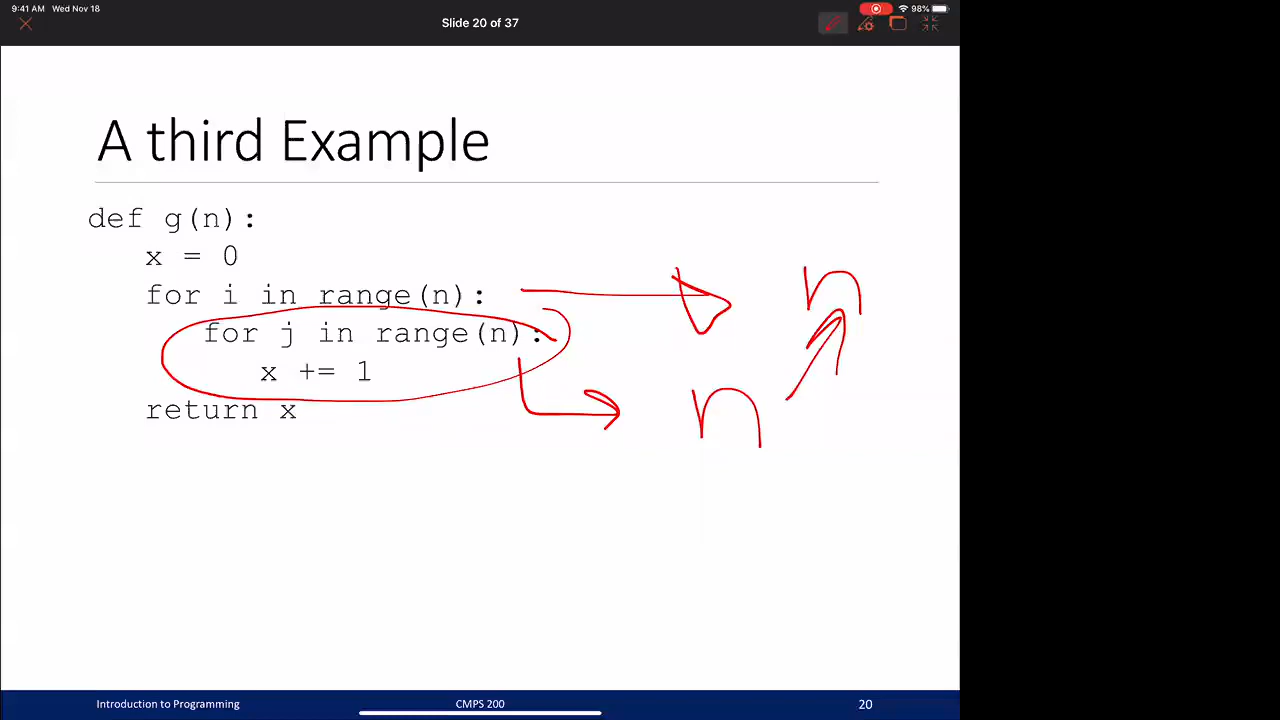 9:41 AM Wed Nov 18
98%
Slide 20 of 37
A third Example
def g(n):
x = 0
for i in range(n):
n
for j in range(n):
x += 1
n
return x
Introduction to Programming
CMPS 200
20